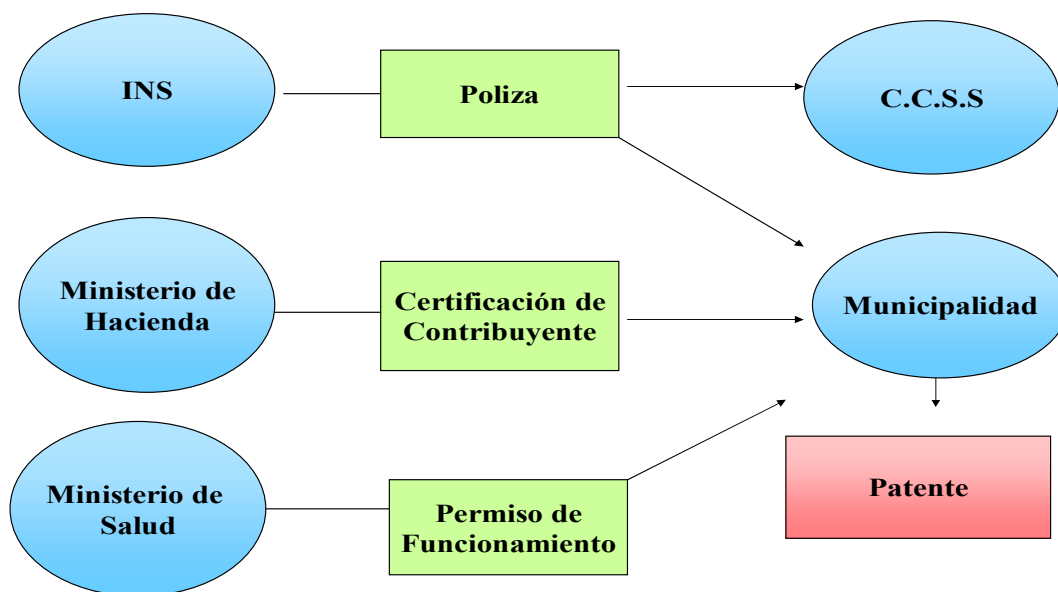 INS
Poliza
C.C.S.S
Ministerio de
Hacienda
Certificación de
Contribuyente
Municipalidad
Ministerio de
Salud
Permiso de
Funcionamiento
Patente